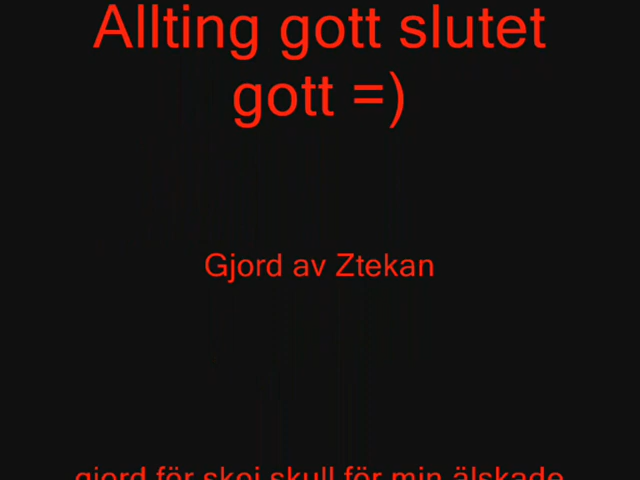 Allting gott slutet
gott =)
Gjord av Ztekan
gjord för skoj skull för min älskade